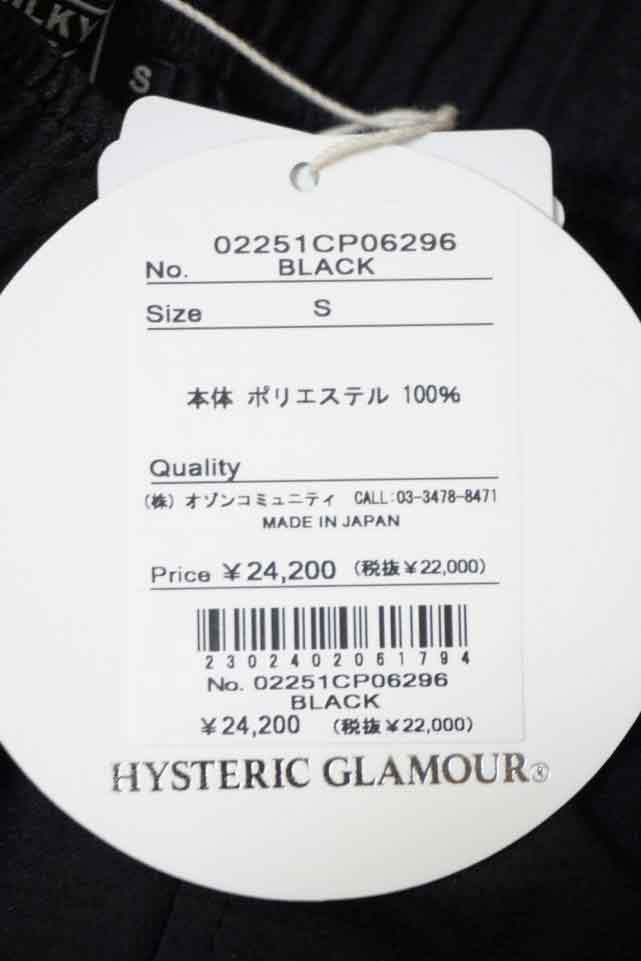 S
02251CP06296
No. BLACK
Size S
本体 ポリエステル 100%
Quality
(株) オゾンコミュニティ CALL:03-3478-8471
MADE IN JAPAN
Price ¥24,200 (税抜¥22,000)
2302402061794
No. 02251CP06296
BLACK
¥24,200 (税抜¥22,000)
HYSTERIC GLAMOUR®